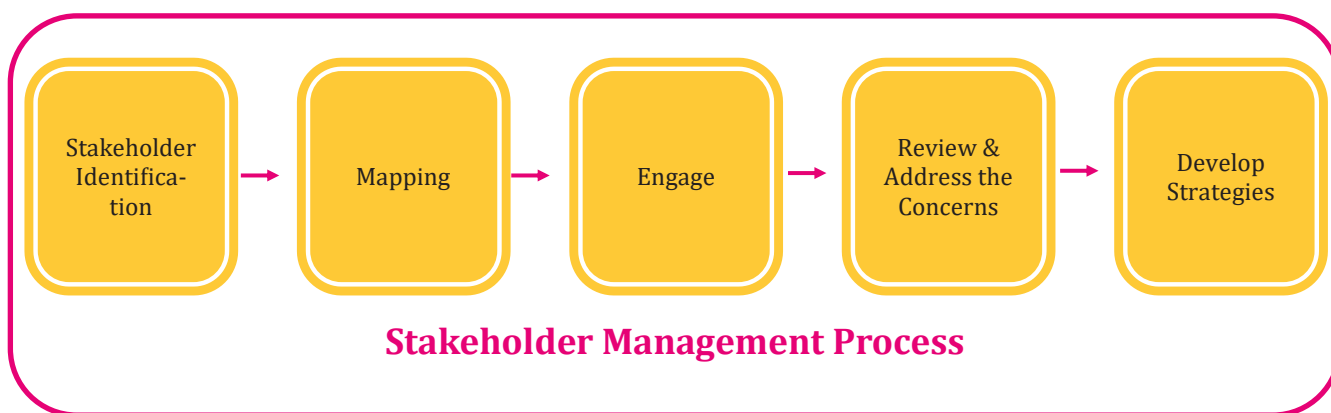 Stakeholder
Identifica-
tion
Mapping
Engage
Review &
Address the
Concerns
Develop
Strategies
Stakeholder Management Process